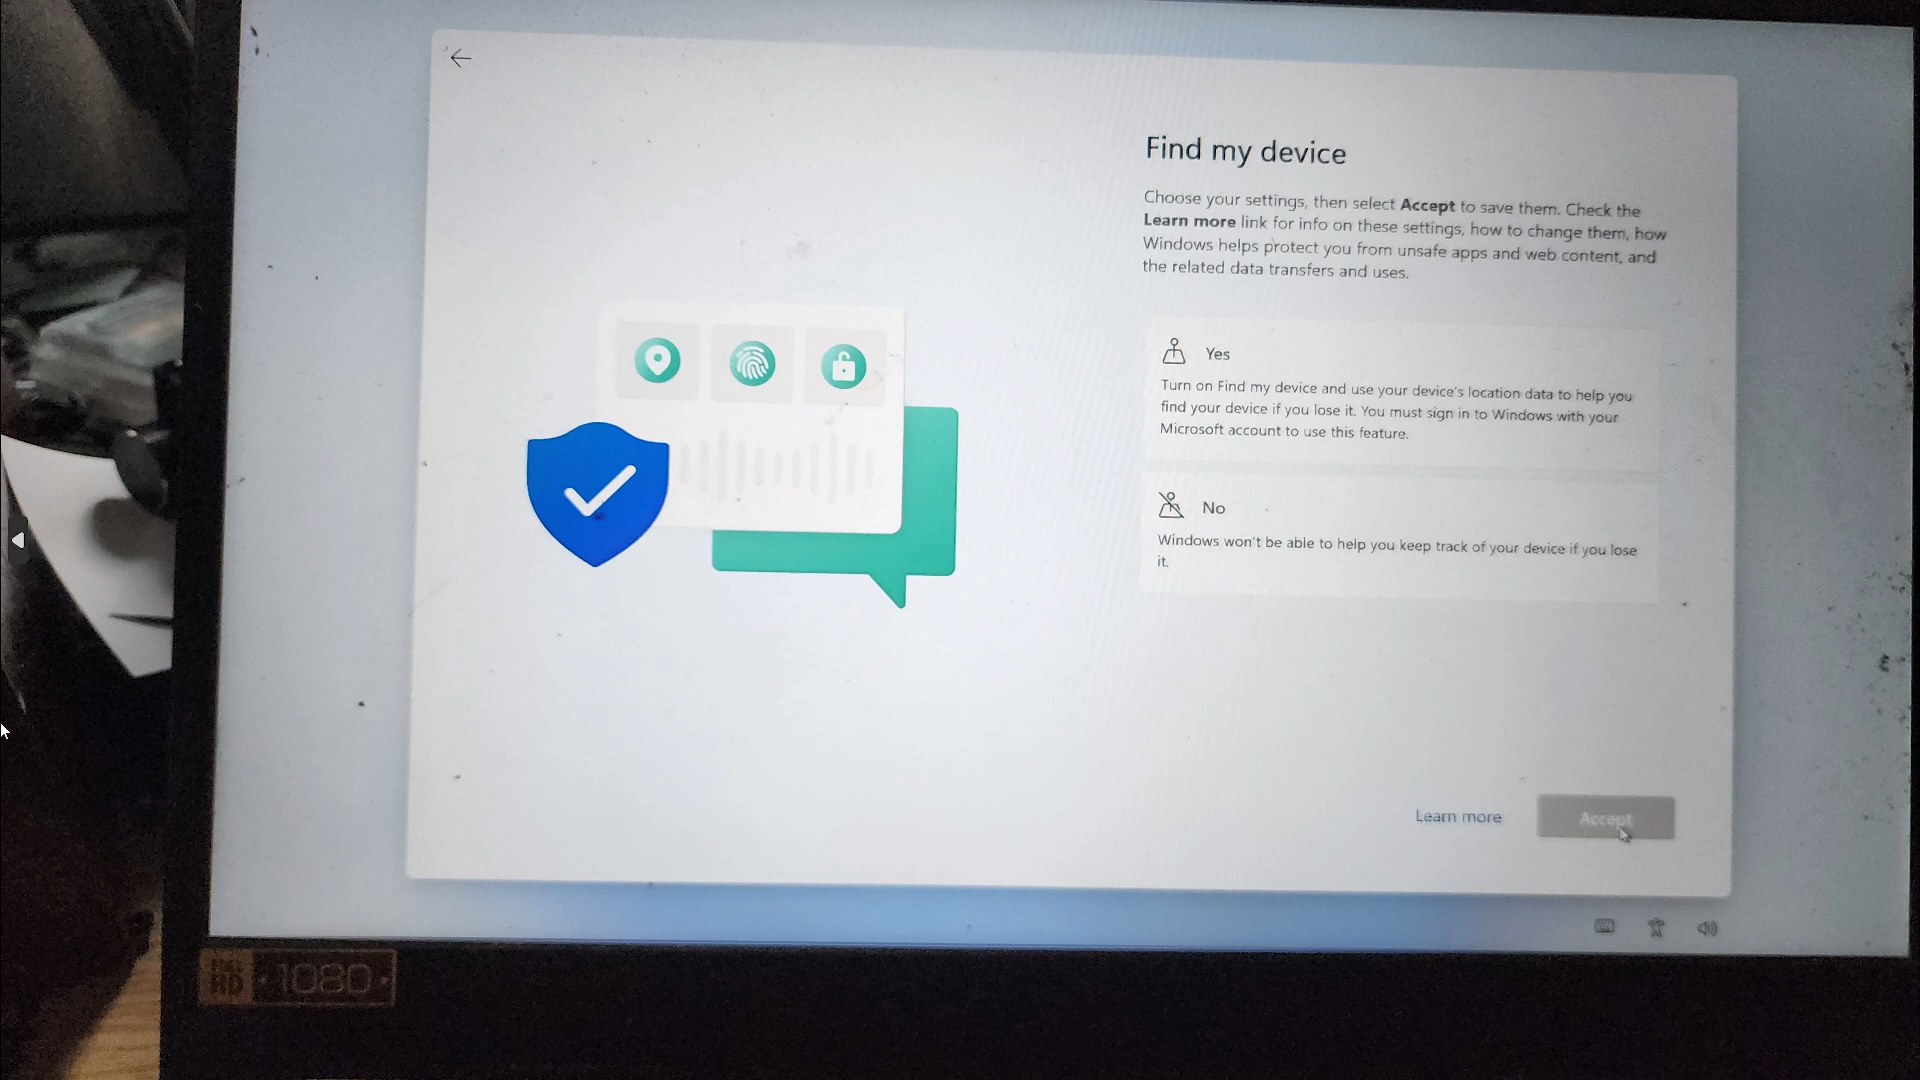 Find my device
Choose your settings, then select Accept to save them. Check the
Learn more link for info on these settings, how to change them, how
Windows helps protect you from unsafe apps and web content, and
the related data transfers and uses.
Yes
Turn on Find my device and use your device's location data to help you
find your device if you lose it. You must sign in to Windows with your
Microsoft account to use this feature.
No
Windows won't be able to help you keep track of your device if you lose
it.
Learn more
Accept
FULL
HD
1080